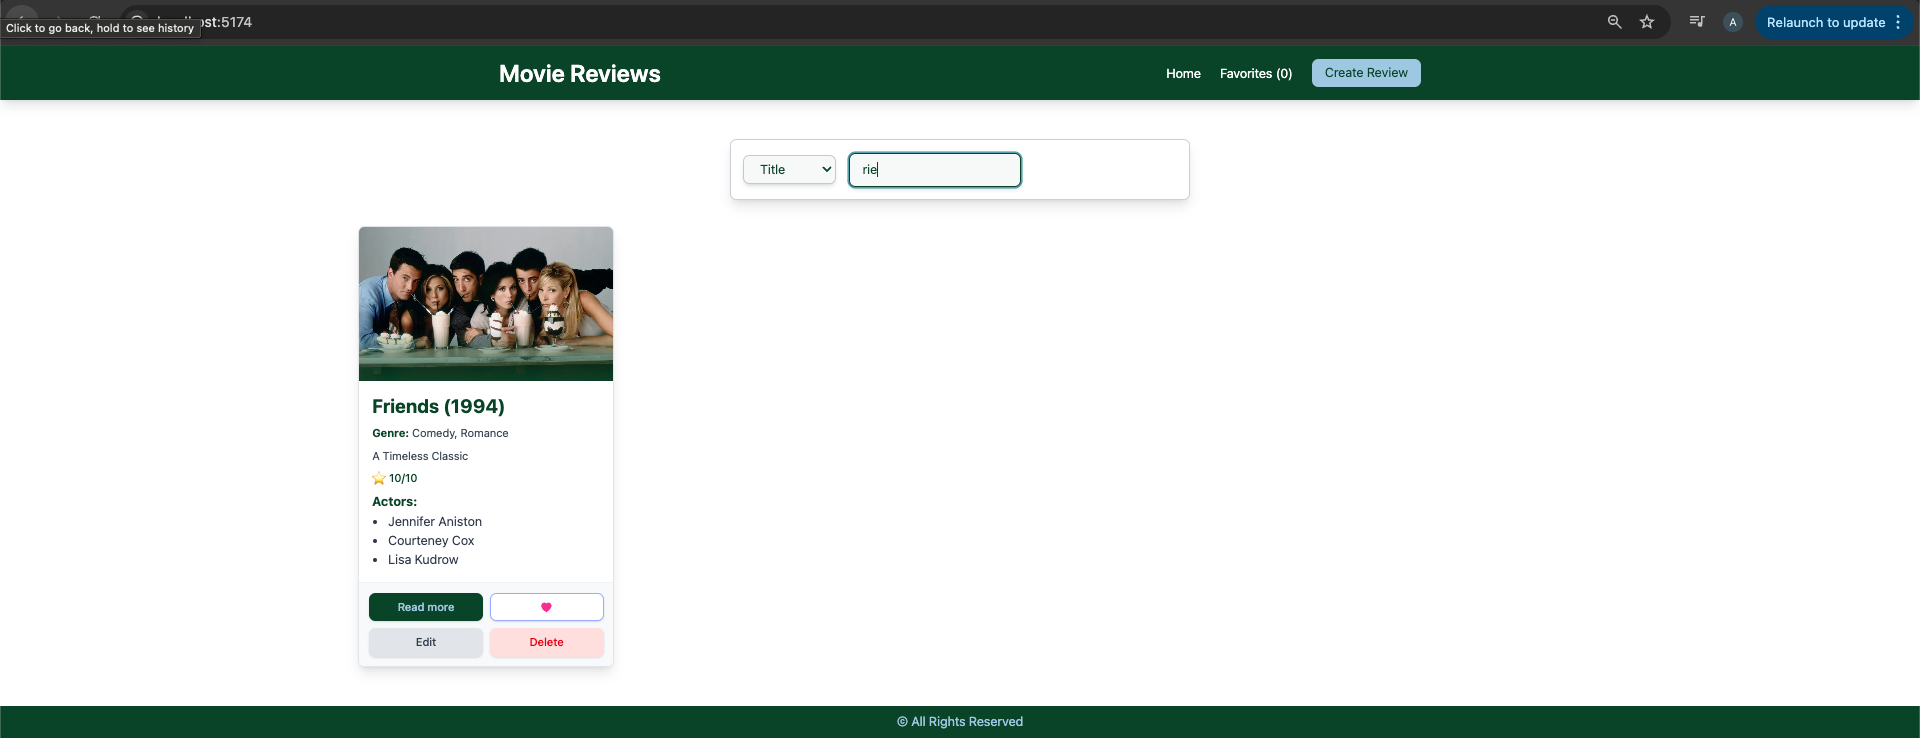 Click to go back, hold to see history
ost:5174
A
Relaunch to update
Movie Reviews
Home
Favorites (0)
Create Review
Title
rie
Friends (1994)
Genre: Comedy, Romance
A Timeless Classic
10/10
Actors:
• Jennifer Aniston
• Courteney Cox
• Lisa Kudrow
Read more
Edit
Delete
© All Rights Reserved